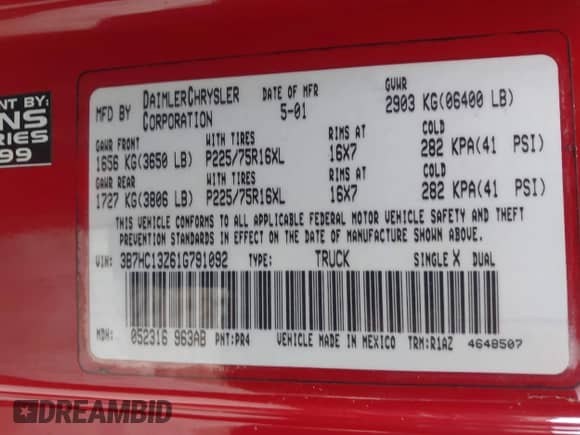 NT BY:
NS
RIES
99
MFD BY DAIMLERCHRYSLER CORPORATION
DATE OF MFR 5-01
GVWR 2903 KG(06400 LB)
GAWR FRONT WITH TIRES RIMS AT COLD
1656 KG(3650 LB) P225/75R16XL 16X7 282 KPA(41 PSI)
GAWR REAR WITH TIRES RIMS AT COLD
1727 KG(3806 LB) P225/75R16XL 16X7 282 KPA(41 PSI)
THIS VEHICLE CONFORMS TO ALL APPLICABLE FEDERAL MOTOR VEHICLE SAFETY AND THEFT
PREVENTION STANDARDS IN EFFECT ON THE DATE OF MANUFACTURE SHOWN ABOVE.
VIN: 3B7HC13Z61G791092 TYPE: TRUCK SINGLE X DUAL
MDH: 052316 963AB PNT:PR4 VEHICLE MADE IN MEXICO TRM:R1AZ 4648507
DREAMBID